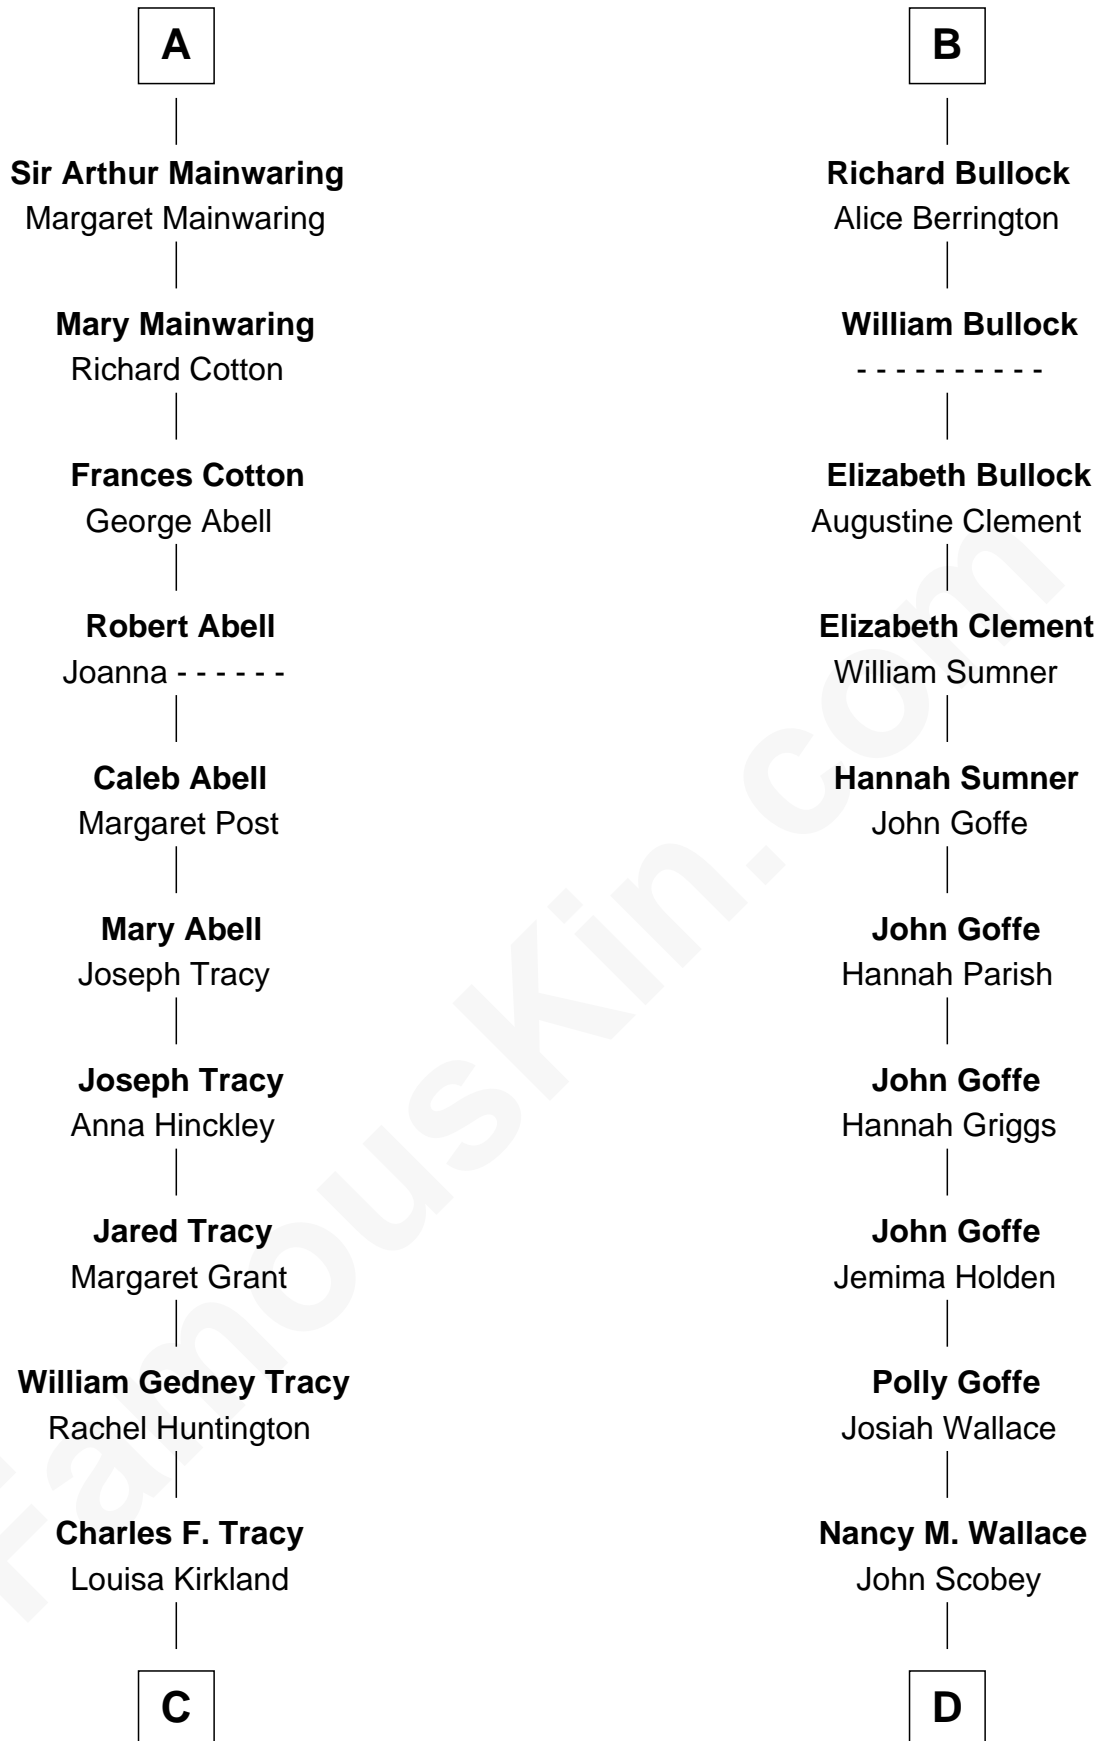 A
Sir Arthur Mainwaring
Margaret Mainwaring
Mary Mainwaring
Richard Cotton
Frances Cotton
George Abell
Robert Abell
Joanna - - - - - -
Caleb Abell
Margaret Post
Mary Abell
Joseph Tracy
Joseph Tracy
Anna Hinckley
Jared Tracy
Margaret Grant
William Gedney Tracy
Rachel Huntington
Charles F. Tracy
Louisa Kirkland
C
B
Richard Bullock
Alice Berrington
William Bullock
- - - - - - - - - -
Elizabeth Bullock
Augustine Clement
Elizabeth Clement
William Sumner
Hannah Sumner
John Goffe
John Goffe
Hannah Parish
John Goffe
Hannah Griggs
John Goffe
Jemima Holden
Polly Goffe
Josiah Wallace
Nancy M. Wallace
John Scobey
D
FamousKin.com